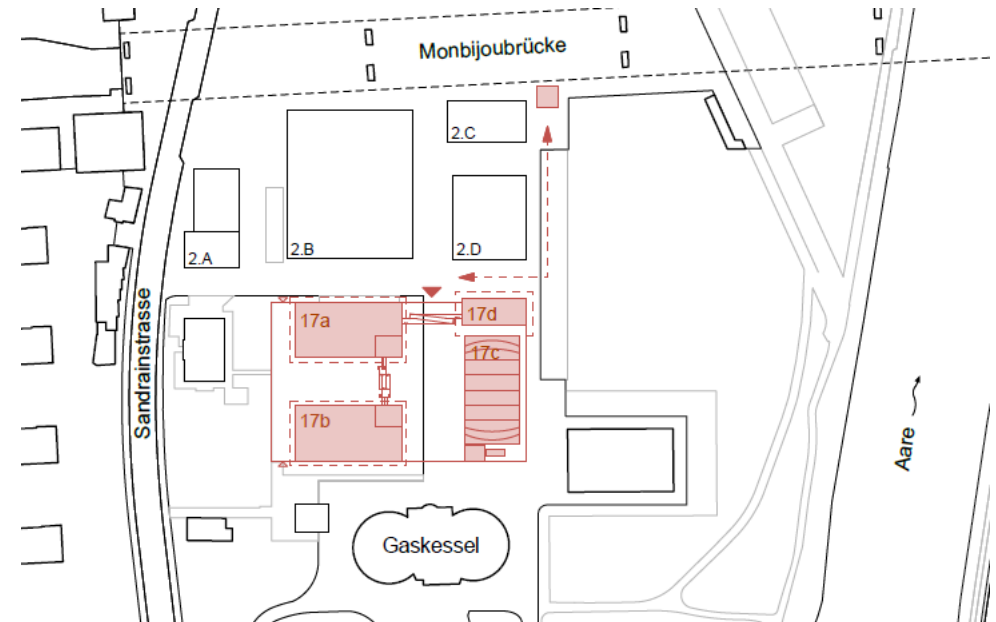 Monbijoubrücke
2.C
2.A
2.B
2.D
Sandrainstrasse
17a
17d
17c
17b
Aare
Gaskessel